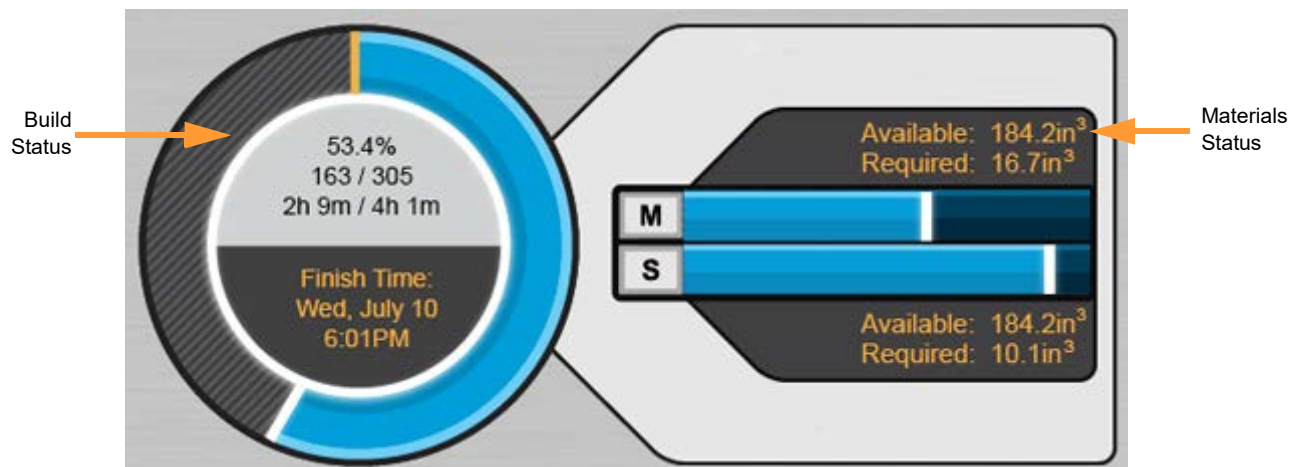 Build
Status
53.4%
163 / 305
2h 9m / 4h 1m
Finish Time:
Wed, July 10
6:01PM
Available: 184.2in³
Required: 16.7in³
M
S
Available: 184.2in³
Required: 10.1in³
Materials
Status